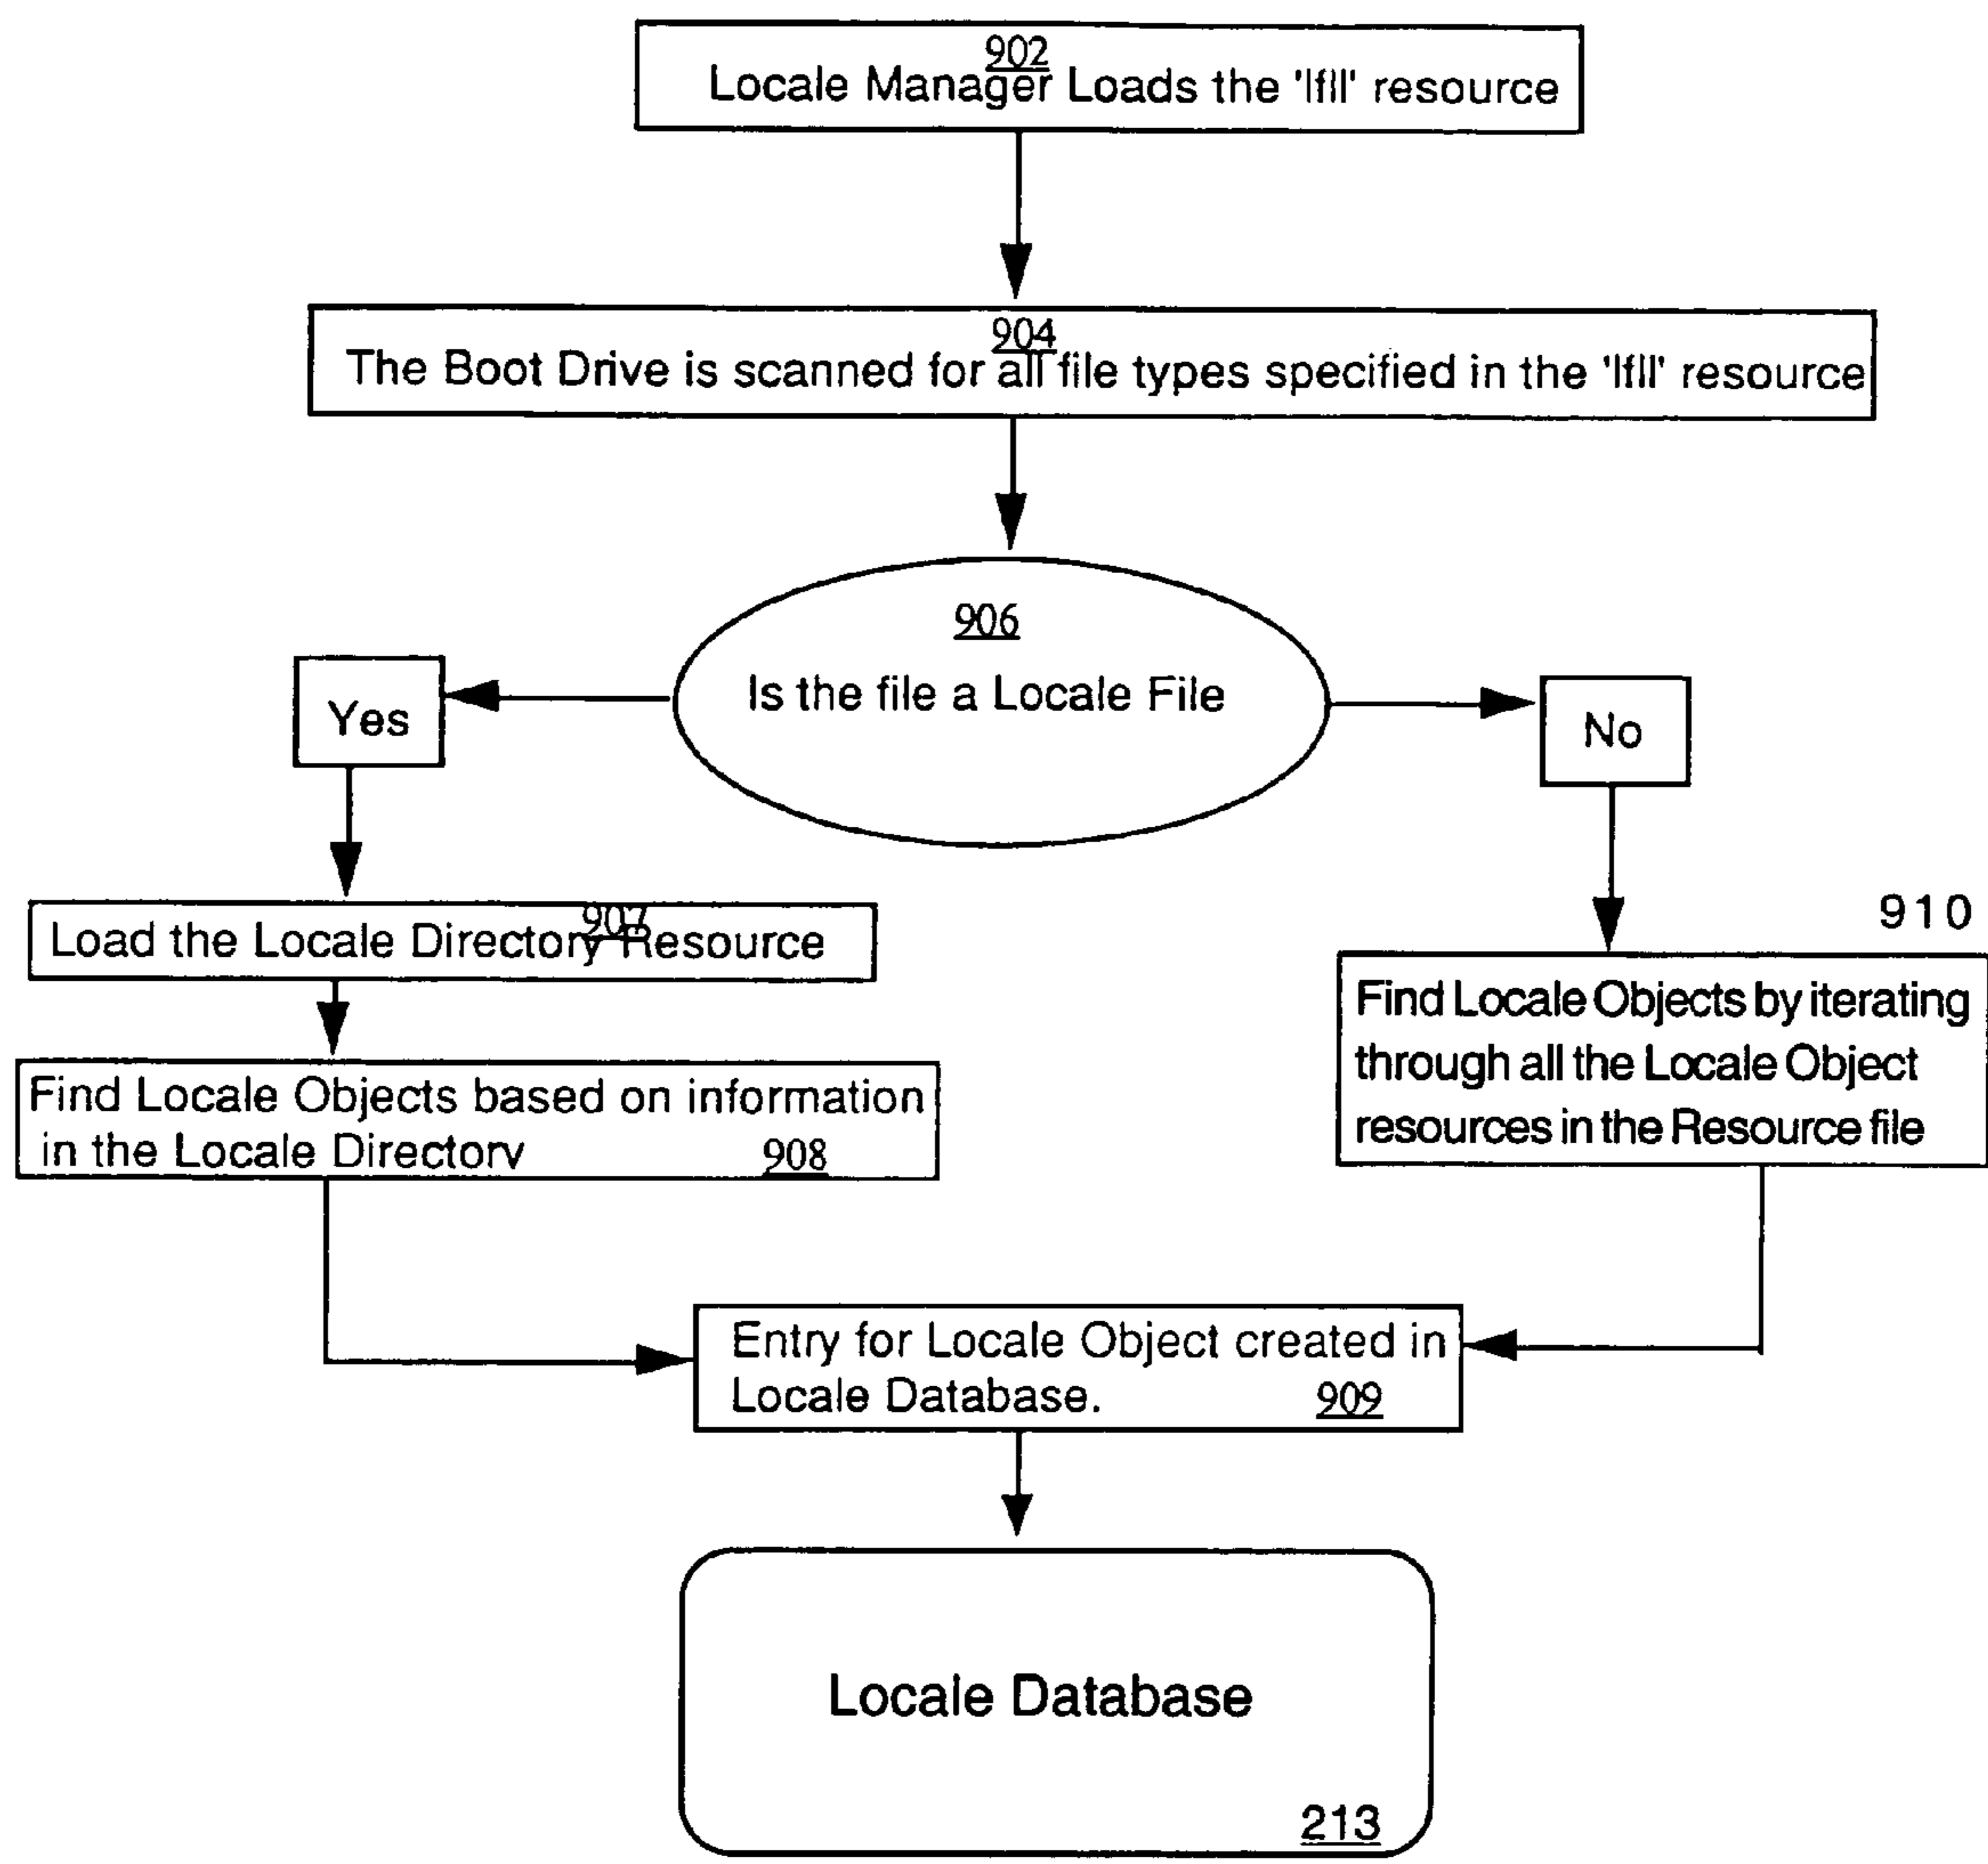 902
Locale Manager Loads the 'lfil' resource
904
The Boot Drive is scanned for all file types specified in the 'lfil' resource
906
Is the file a Locale File
Yes
No
907
Load the Locale Directory Resource
910
Find Locale Objects by iterating
through all the Locale Object
resources in the Resource file
Find Locale Objects based on information
in the Locale Directory
908
Entry for Locale Object created in
Locale Database.
909
Locale Database
213